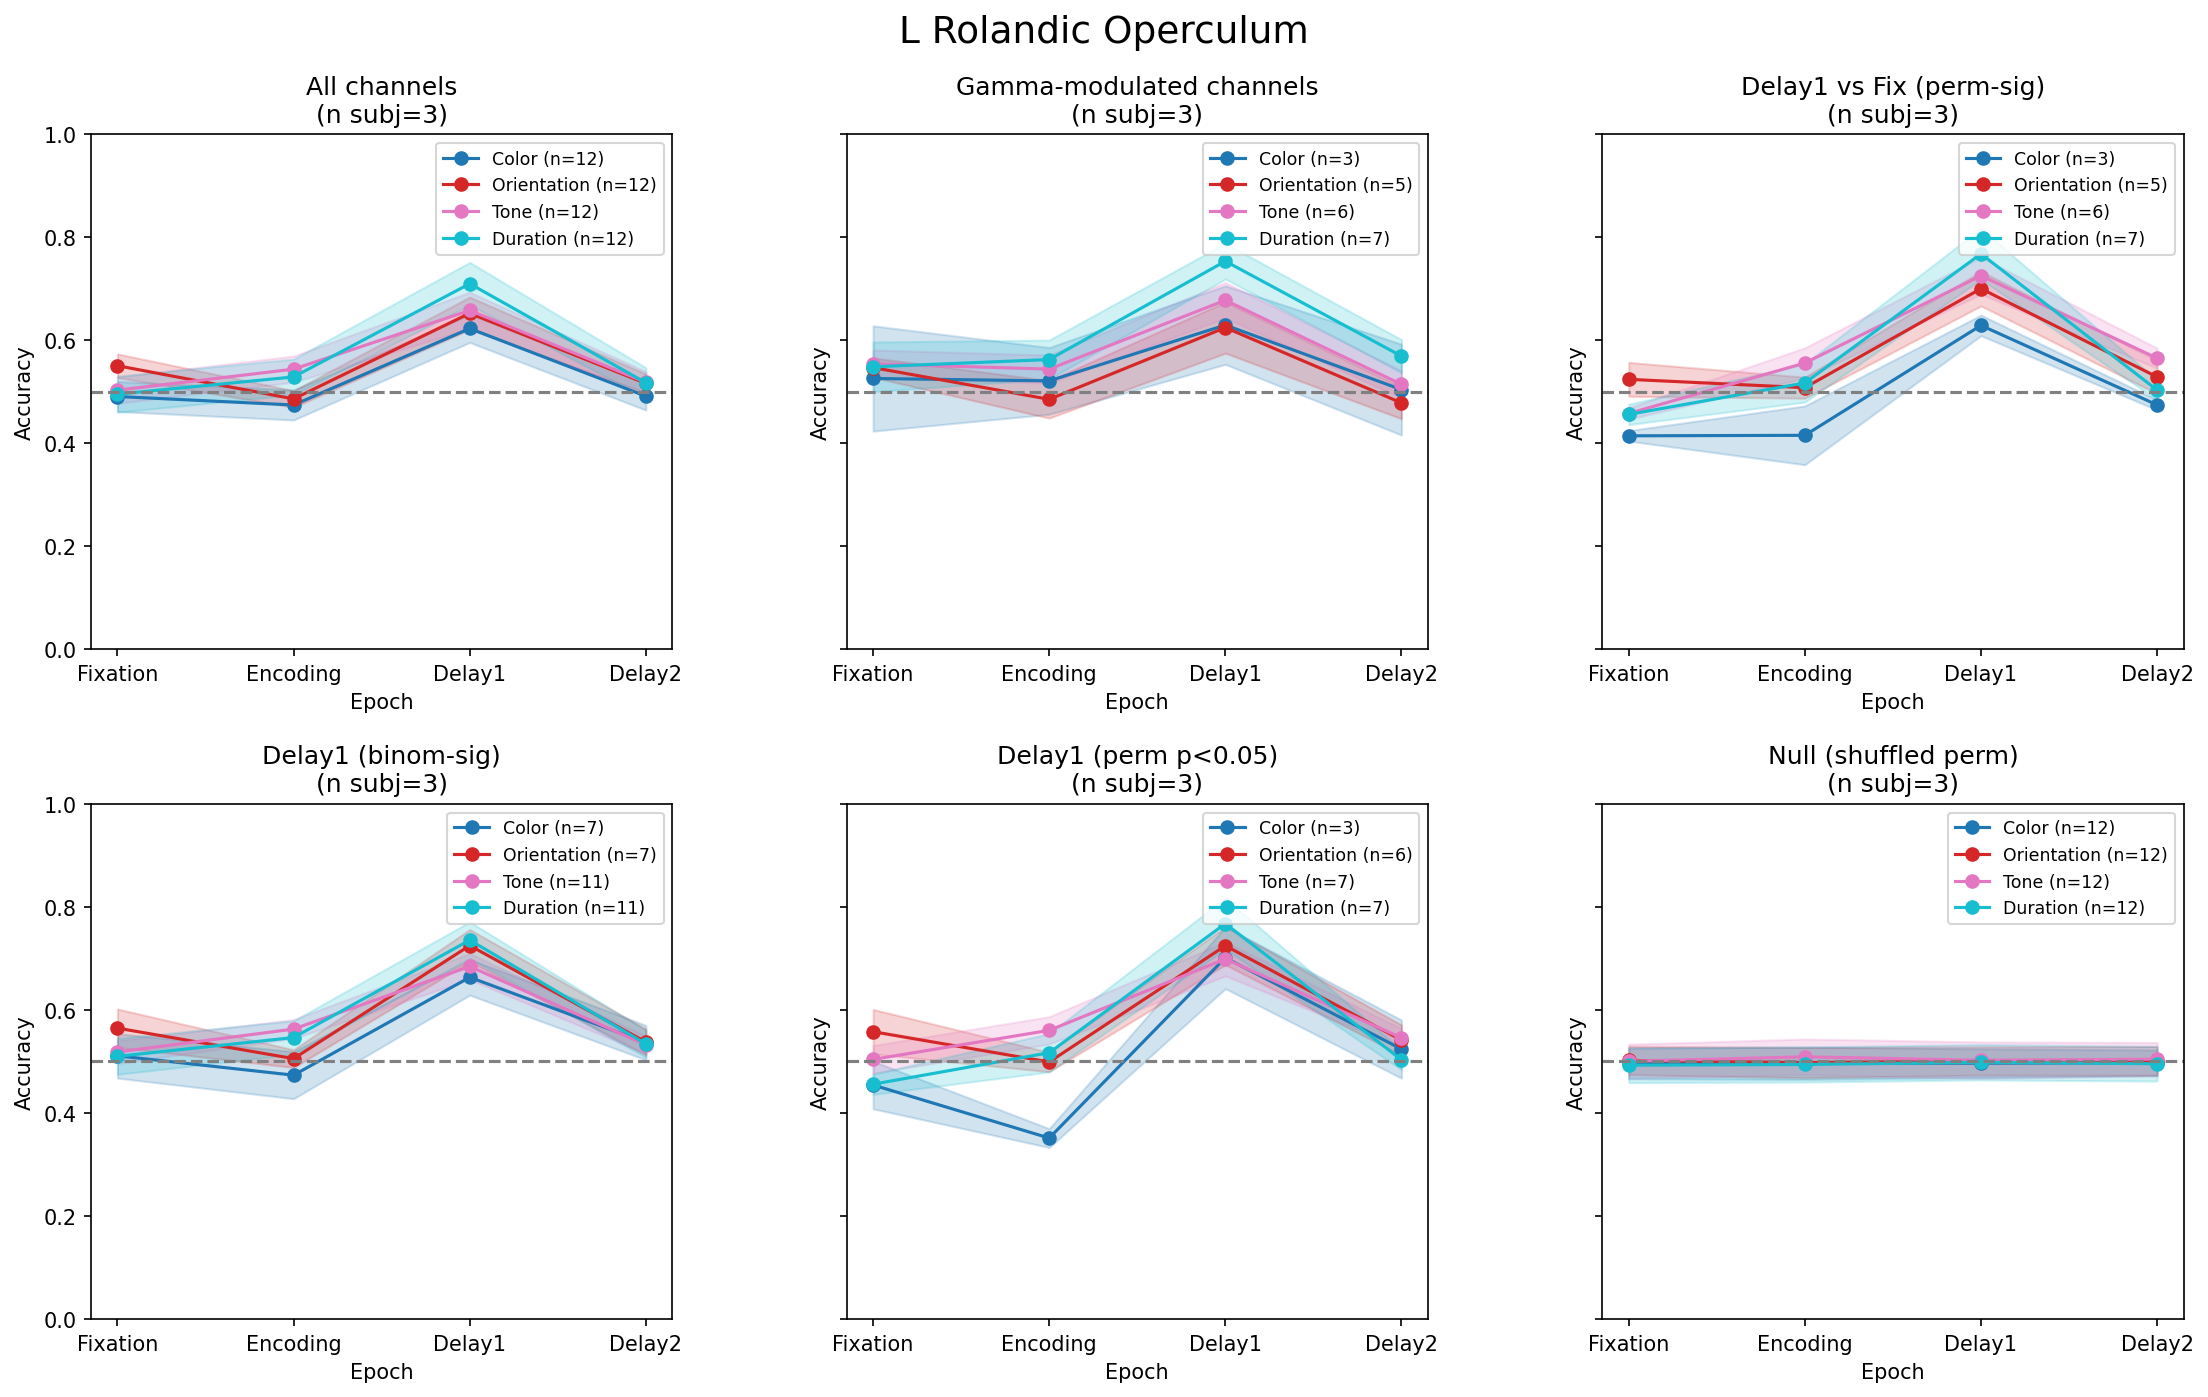 L Rolandic Operculum
All channels
(n subj=3)
Accuracy
1.0
0.8
0.6
0.4
0.2
0.0
Color (n=12)
Orientation (n=12)
Tone (n=12)
Duration (n=12)
Fixation Encoding Delay1 Delay2
Epoch
Gamma-modulated channels
(n subj=3)
Accuracy
Color (n=3)
Orientation (n=5)
Tone (n=6)
Duration (n=7)
Fixation Encoding Delay1 Delay2
Epoch
Delay1 vs Fix (perm-sig)
(n subj=3)
Accuracy
Color (n=3)
Orientation (n=5)
Tone (n=6)
Duration (n=7)
Fixation Encoding Delay1 Delay2
Epoch
Delay1 (binom-sig)
(n subj=3)
Accuracy
1.0
0.8
0.6
0.4
0.2
0.0
Color (n=7)
Orientation (n=7)
Tone (n=11)
Duration (n=11)
Fixation Encoding Delay1 Delay2
Epoch
Delay1 (perm p<0.05)
(n subj=3)
Accuracy
Color (n=3)
Orientation (n=6)
Tone (n=7)
Duration (n=7)
Fixation Encoding Delay1 Delay2
Epoch
Null (shuffled perm)
(n subj=3)
Accuracy
Color (n=12)
Orientation (n=12)
Tone (n=12)
Duration (n=12)
Fixation Encoding Delay1 Delay2
Epoch